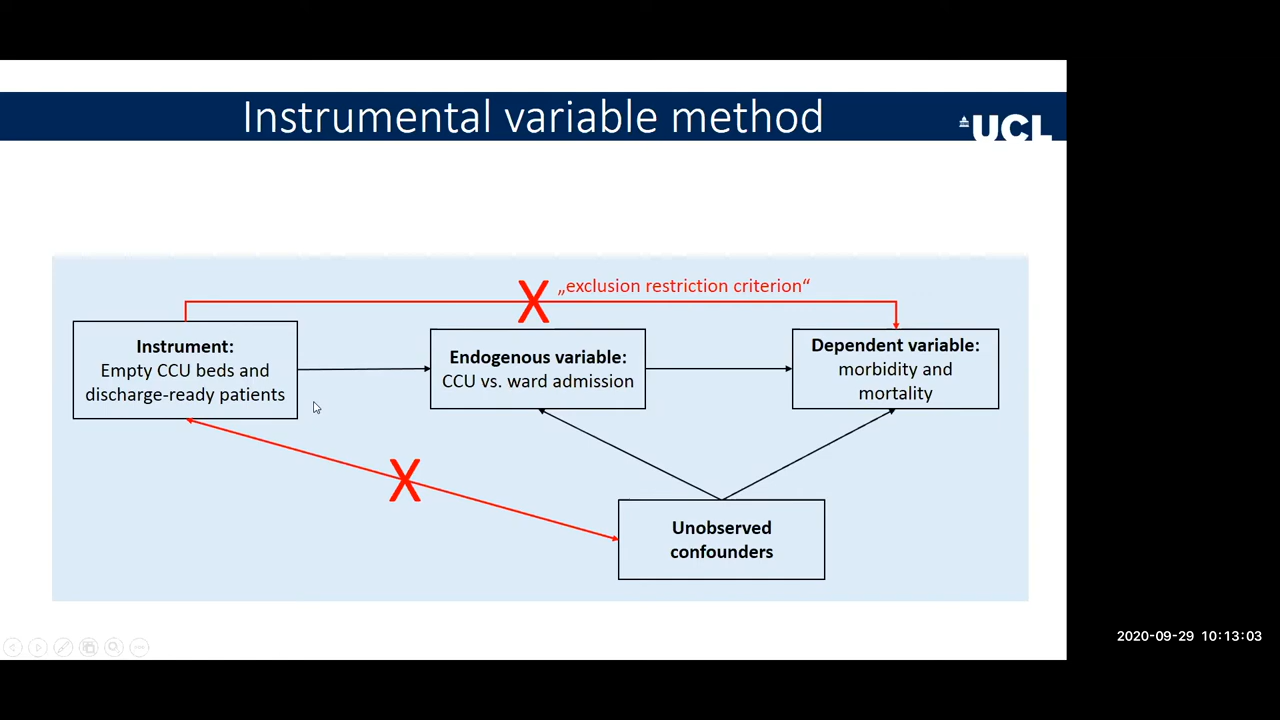 Instrumental variable method
UCL
X
„exclusion restriction criterion“
Instrument:
Empty CCU beds and
discharge-ready patients
Endogenous variable:
CCU vs. ward admission
Dependent variable:
morbidity and
mortality
X
Unobserved
confounders
2020-09-29 10:13:03